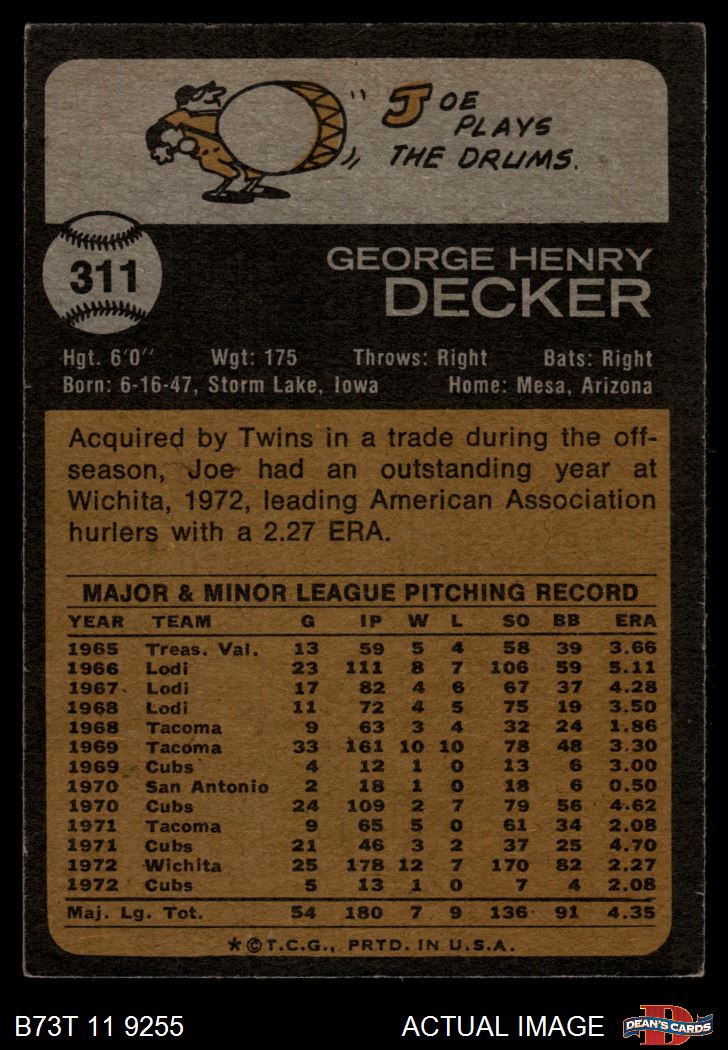 JOE
PLAYS
THE DRUMS.
311
GEORGE HENRY
DECKER
Hgt. 6'0" Wgt: 175 Throws: Right Bats: Right
Born: 6-16-47, Storm Lake, Iowa Home: Mesa, Arizona
Acquired by Twins in a trade during the off-
season, Joe had an outstanding year at
Wichita, 1972, leading American Association
hurlers with a 2.27 ERA.
MAJOR & MINOR LEAGUE PITCHING RECORD
YEAR TEAM G IP W L SO BB ERA
1965 Treas. Val. 13 59 5 4 58 39 3.66
1966 Lodi 23 111 8 7 106 59 5.11
1967 Lodi 17 82 4 6 67 37 4.28
1968 Lodi 11 72 4 5 75 19 3.50
1968 Tacoma 9 63 3 4 32 24 1.86
1969 Tacoma 33 161 10 10 78 48 3.30
1969 Cubs 4 12 1 0 13 6 3.00
1970 San Antonio 2 18 1 0 18 6 0.50
1970 Cubs 24 109 2 7 79 56 4.62
1971 Tacoma 9 65 5 0 61 34 2.08
1971 Cubs 21 46 3 2 37 25 4.70
1972 Wichita 25 178 12 7 170 82 2.27
1972 Cubs 5 13 1 0 7 4 2.08
Maj. Lg. Tot. 54 180 7 9 136 91 4.35
*©T.C.G., PRTD. IN U.S.A.
B73T 11 9255 ACTUAL IMAGE DEAN'S CARDS